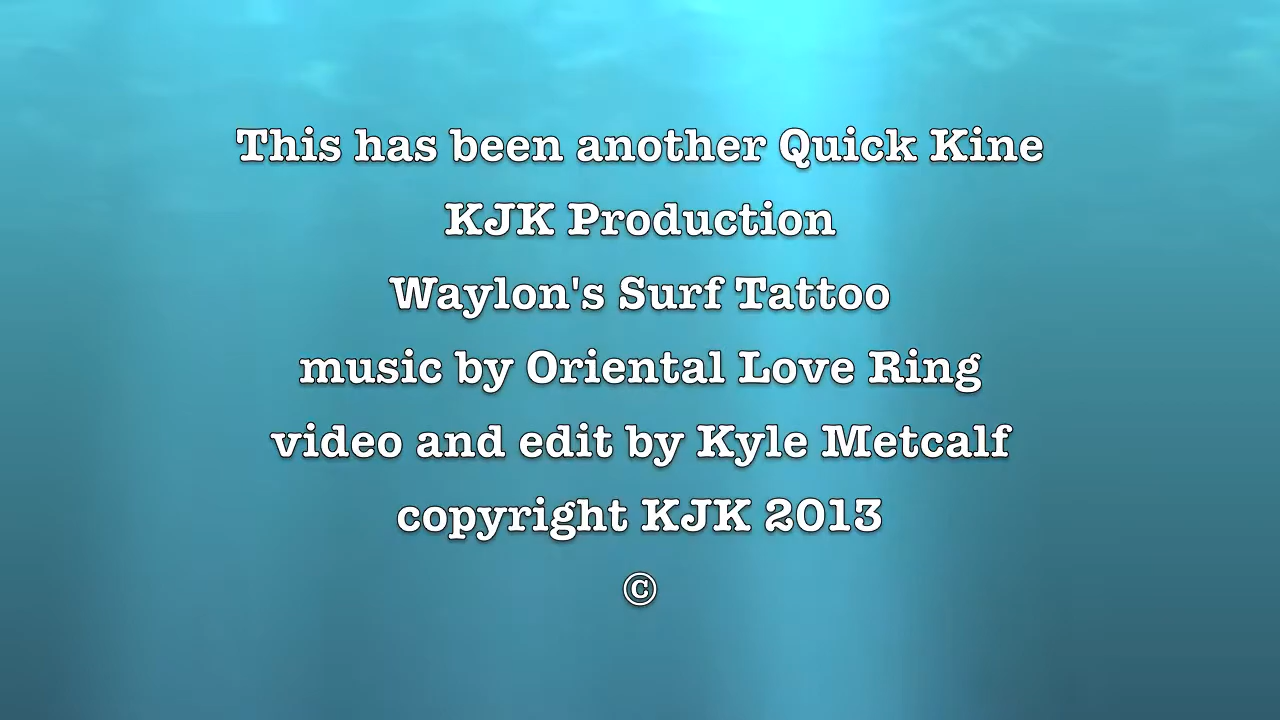 This has been another Quick Kine
KJK Production
Waylon's Surf Tattoo
music by Oriental Love Ring
video and edit by Kyle Metcalf
copyright KJK 2013
©